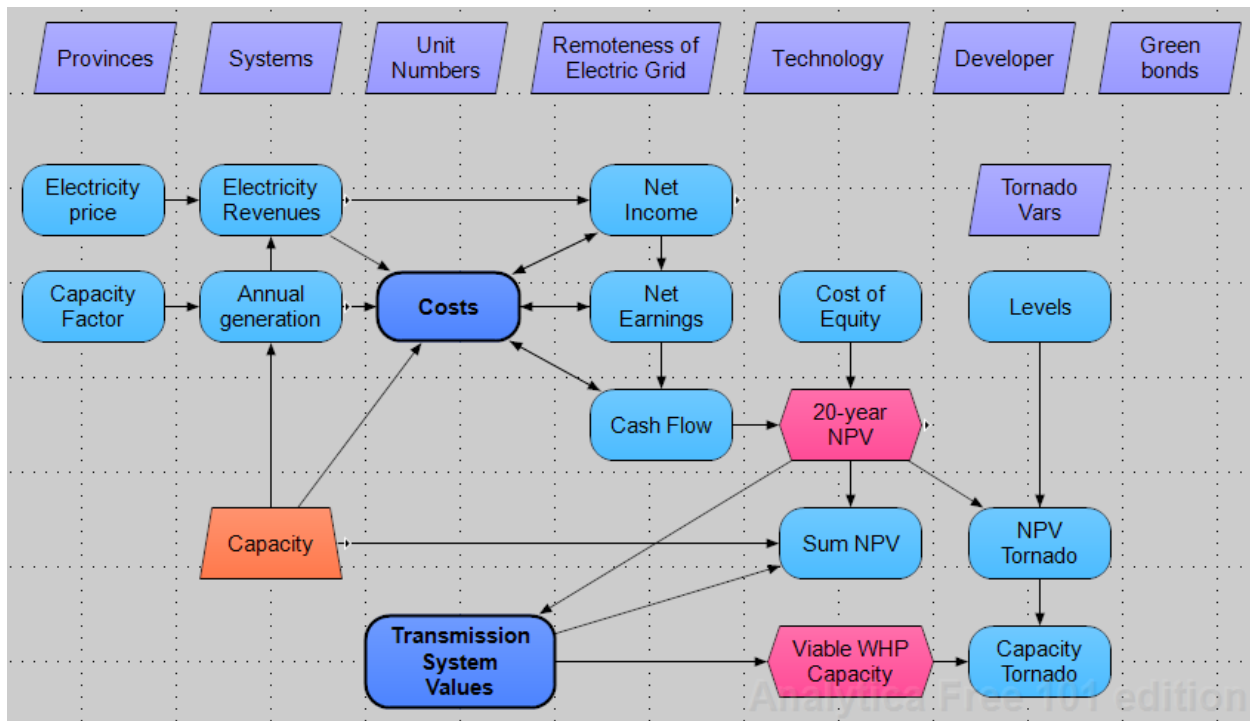 Provinces
Systems
Unit
Numbers
Remoteness of
Electric Grid
Technology
Developer
Green
bonds
Electricity
price
Electricity
Revenues
Net
Income
Tornado
Vars
Capacity
Factor
Annual
generation
Costs
Net
Earnings
Cost of
Equity
Levels
Cash Flow
20-year
NPV
Capacity
Sum NPV
NPV
Tornado
Transmission
System
Values
Viable WHP
Capacity
Capacity
Tornado
Analytica Free 101 edition